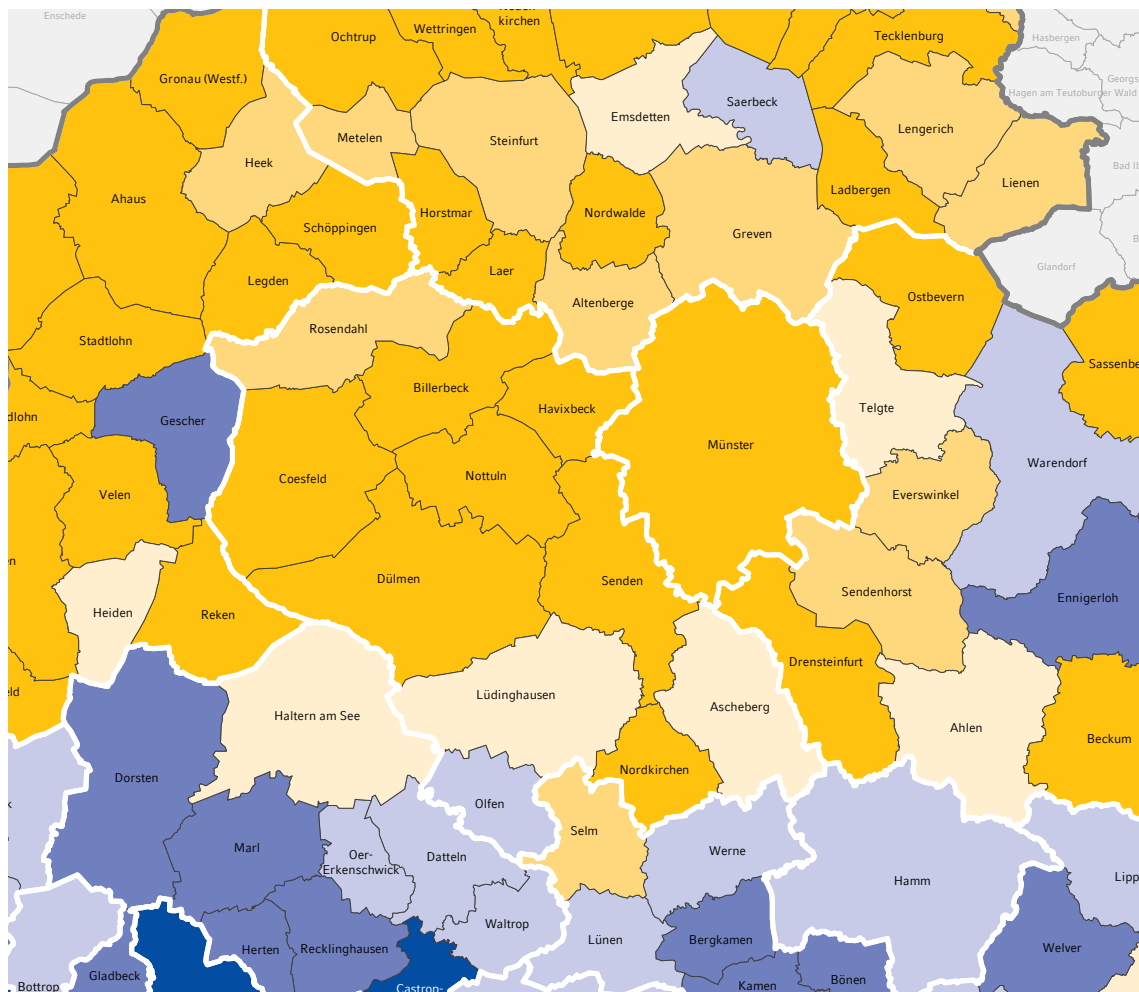 Enschede
kirchen
Ochtrup
Wettringen
Tecklenburg
Hasbergen
Gronau (Westf.)
Georgs
Hagen am Teutoburger Wald
Saerbeck
Emsdetten
Lengerich
Metelen
Steinfurt
Heek
Bad Ib
Lienen
Ladbergen
Ahaus
Horstmar
Nordwalde
Schöppingen
Greven
B
Glandorf
Laer
Legden
Ostbevern
Altenberge
Rosendahl
Stadtlohn
Sassenbe
Billerbeck
Telgte
Havixbeck
dlohn
Gescher
Münster
Warendorf
Nottuln
Coesfeld
Velen
Everswinkel
en
Dülmen
Senden
Sendenhorst
Ennigerloh
Heiden
Reken
Drensteinfurt
eld
Lüdinghausen
Ascheberg
Haltern am See
Ahlen
Beckum
Nordkirchen
Dorsten
k
Olfen
Selm
Marl
Oer-
Erkenschwick
Datteln
Werne
Lipp
Hamm
Waltrop
Lünen
Bergkamen
Herten
Recklinghausen
Welver
Gladbeck
Bönen
Bottrop
Kamen
Castrop-